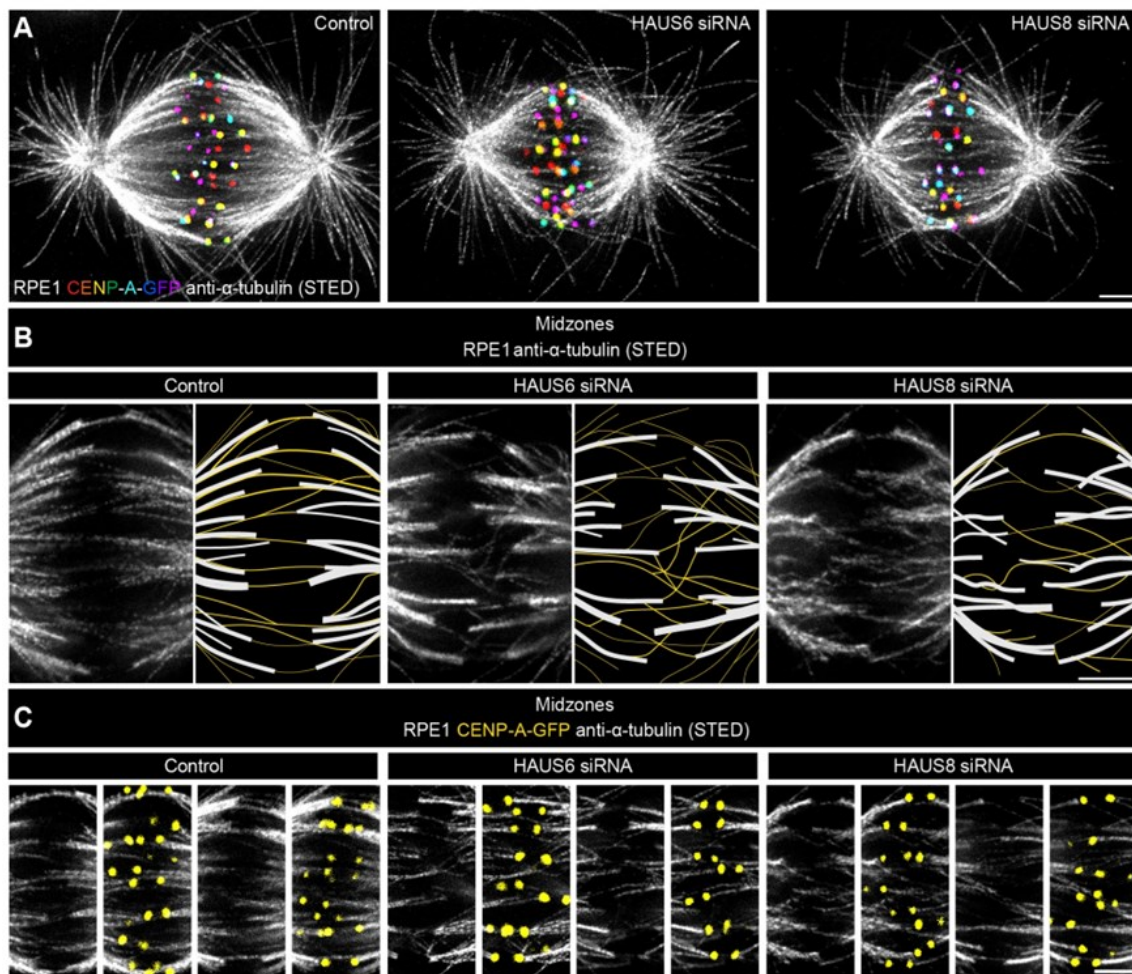 A
Control
HAUS6 siRNA
HAUS8 siRNA
RPE1 CENP-A-GFP anti-α-tubulin (STED)
B
Midzones
RPE1 anti-α-tubulin (STED)
Control
HAUS6 siRNA
HAUS8 siRNA
C
Midzones
RPE1 CENP-A-GFP anti-α-tubulin (STED)
Control
HAUS6 siRNA
HAUS8 siRNA